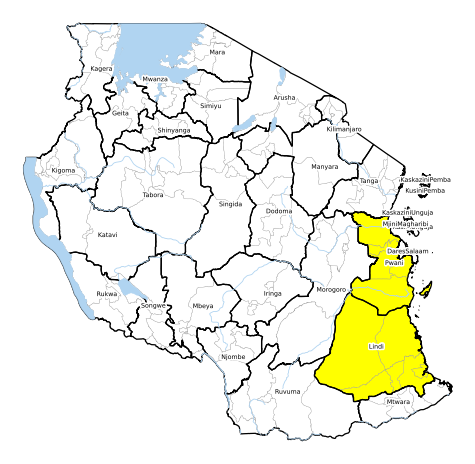 Mara
Kagera
Mwanza
Simiyu
Arusha
Geita
Shinyanga
Kilimanjaro
Manyara
Kigoma
Tanga
KaskaziniPemba
KusiniPemba
Tabora
Singida
Dodoma
KaskaziniUnguja
MjiniMagharibi
Katavi
DaresSalaam
Pwani
Rukwa
Songwe
Mbeya
Iringa
Morogoro
Lindi
Njombe
Ruvuma
Mtwara